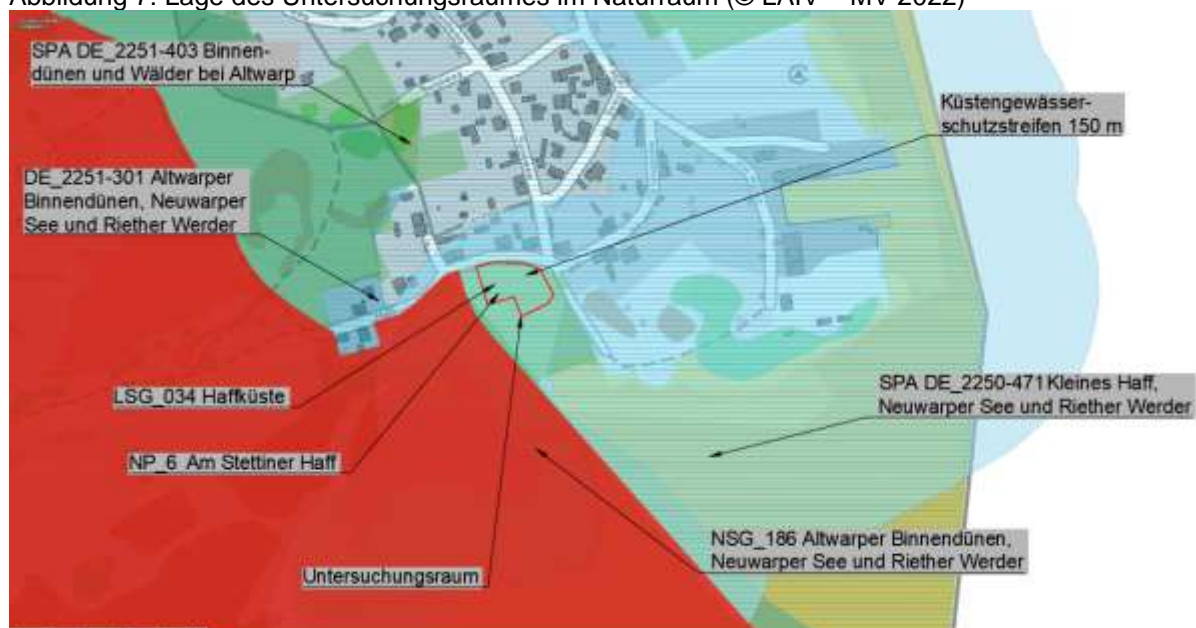 Abbildung 7: Lage des Untersuchungsraumes im Naturraum (© LAiV – MV 2022)
SPA DE_2251-403 Binnen-
dünen und Wälder bei Altwarp
Küstengewässer-
schutzstreifen 150 m
DE_2251-301 Altwarper
Binnendünen, Neuwarper
See und Riether Werder
LSG_034 Haffküste
SPA DE_2250-471 Kleines Haff,
Neuwarper See und Riether Werder
NP_6 Am Stettiner Haff
NSG_186 Altwarper Binnendünen,
Neuwarper See und Riether Werder
Untersuchungsraum